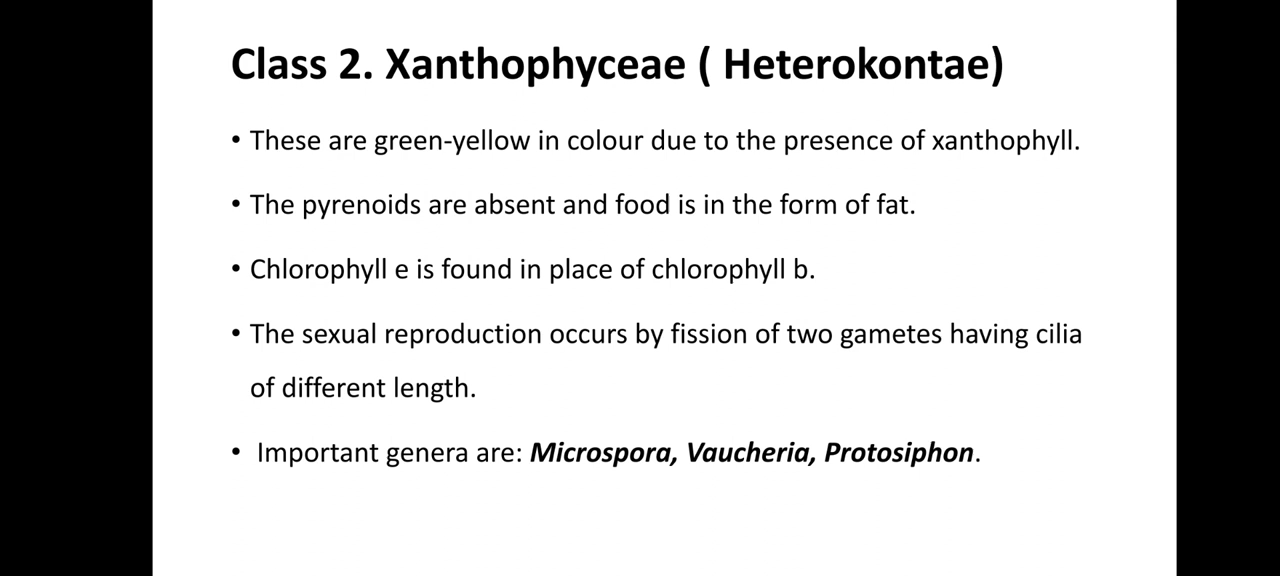 Class 2. Xanthophyceae ( Heterokontae)
• These are green-yellow in colour due to the presence of xanthophyll.
• The pyrenoids are absent and food is in the form of fat.
• Chlorophyll e is found in place of chlorophyll b.
• The sexual reproduction occurs by fission of two gametes having cilia
of different length.
• Important genera are: Microspora, Vaucheria, Protosiphon.